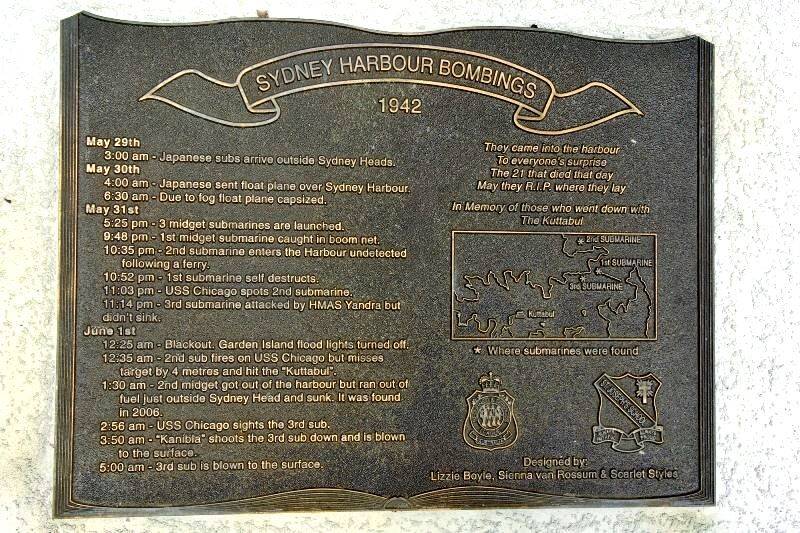 SYDNEY HARBOUR BOMBINGS
1942
May 29th
3:00 am - Japanese subs arrive outside Sydney Heads.
May 30th
4:00 am - Japanese sent float plane over Sydney Harbour.
6:30 am - Due to fog float plane capsized.
May 31st
5:25 pm - 3 midget submarines are launched.
9:48 pm - 1st midget submarine caught in boom net.
10:35 pm - 2nd submarine enters the Harbour undetected
following a ferry.
10:52 pm - 1st submarine self destructs.
11:03 pm - USS Chicago spots 2nd submarine.
11:14 pm - 3rd submarine attacked by HMAS Yandra but
didn't sink.
June 1st
12:25 am - Blackout. Garden Island flood lights turned off.
12:35 am - 2nd sub fires on USS Chicago but misses
target by 4 metres and hit the "Kuttabul".
1:30 am - 2nd midget got out of the harbour but ran out of
fuel just outside Sydney Head and sunk. It was found
in 2006.
2:56 am - USS Chicago sights the 3rd sub.
3:50 am - "Kanibla" shoots the 3rd sub down and is blown
to the surface.
5:00 am - 3rd sub is blown to the surface.
They came into the harbour
To everyone's surprise
The 21 that died that day
May they R.I.P. where they lay
In Memory of those who went down with
The Kuttabul
2nd SUBMARINE
1st SUBMARINE
3rd SUBMARINE
Kuttabul
★ Where submarines were found
ST JOSEPH'S SCHOOL
Designed by:
Lizzie Boyle, Sienna van Rossum & Scarlet Styles